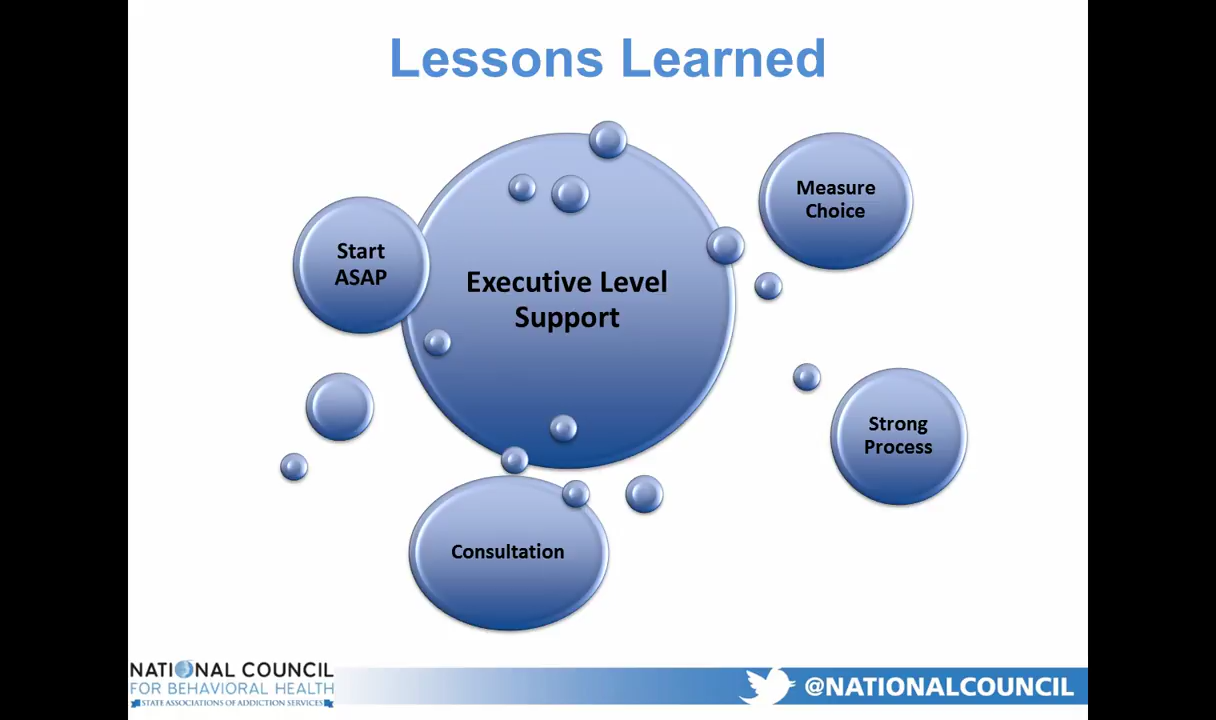 Lessons Learned
Measure
Choice
Start
ASAP
Executive Level
Support
Strong
Process
Consultation
NATIONAL COUNCIL
FOR BEHAVIORAL HEALTH
STATE ASSOCIATIONS OF ADDICTION SERVICES
@NATIONALCOUNCIL